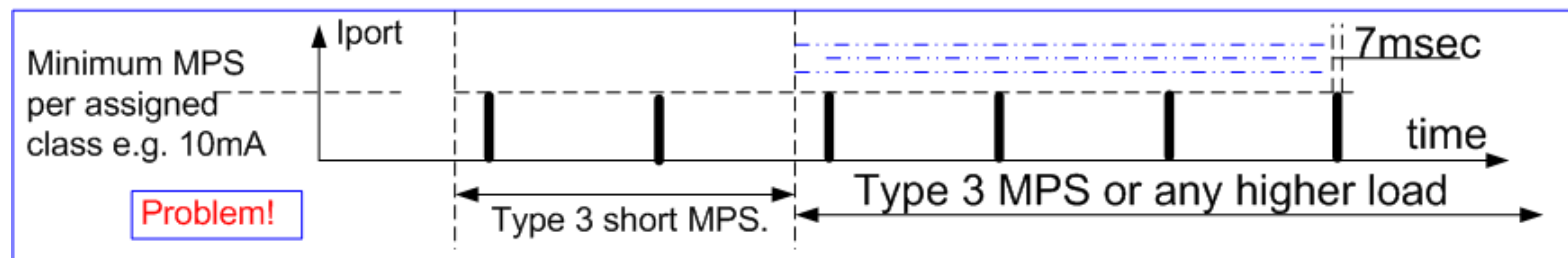 Iport
Minimum MPS
per assigned
class e.g. 10mA
Problem!
Type 3 short MPS.
7msec
time
Type 3 MPS or any higher load